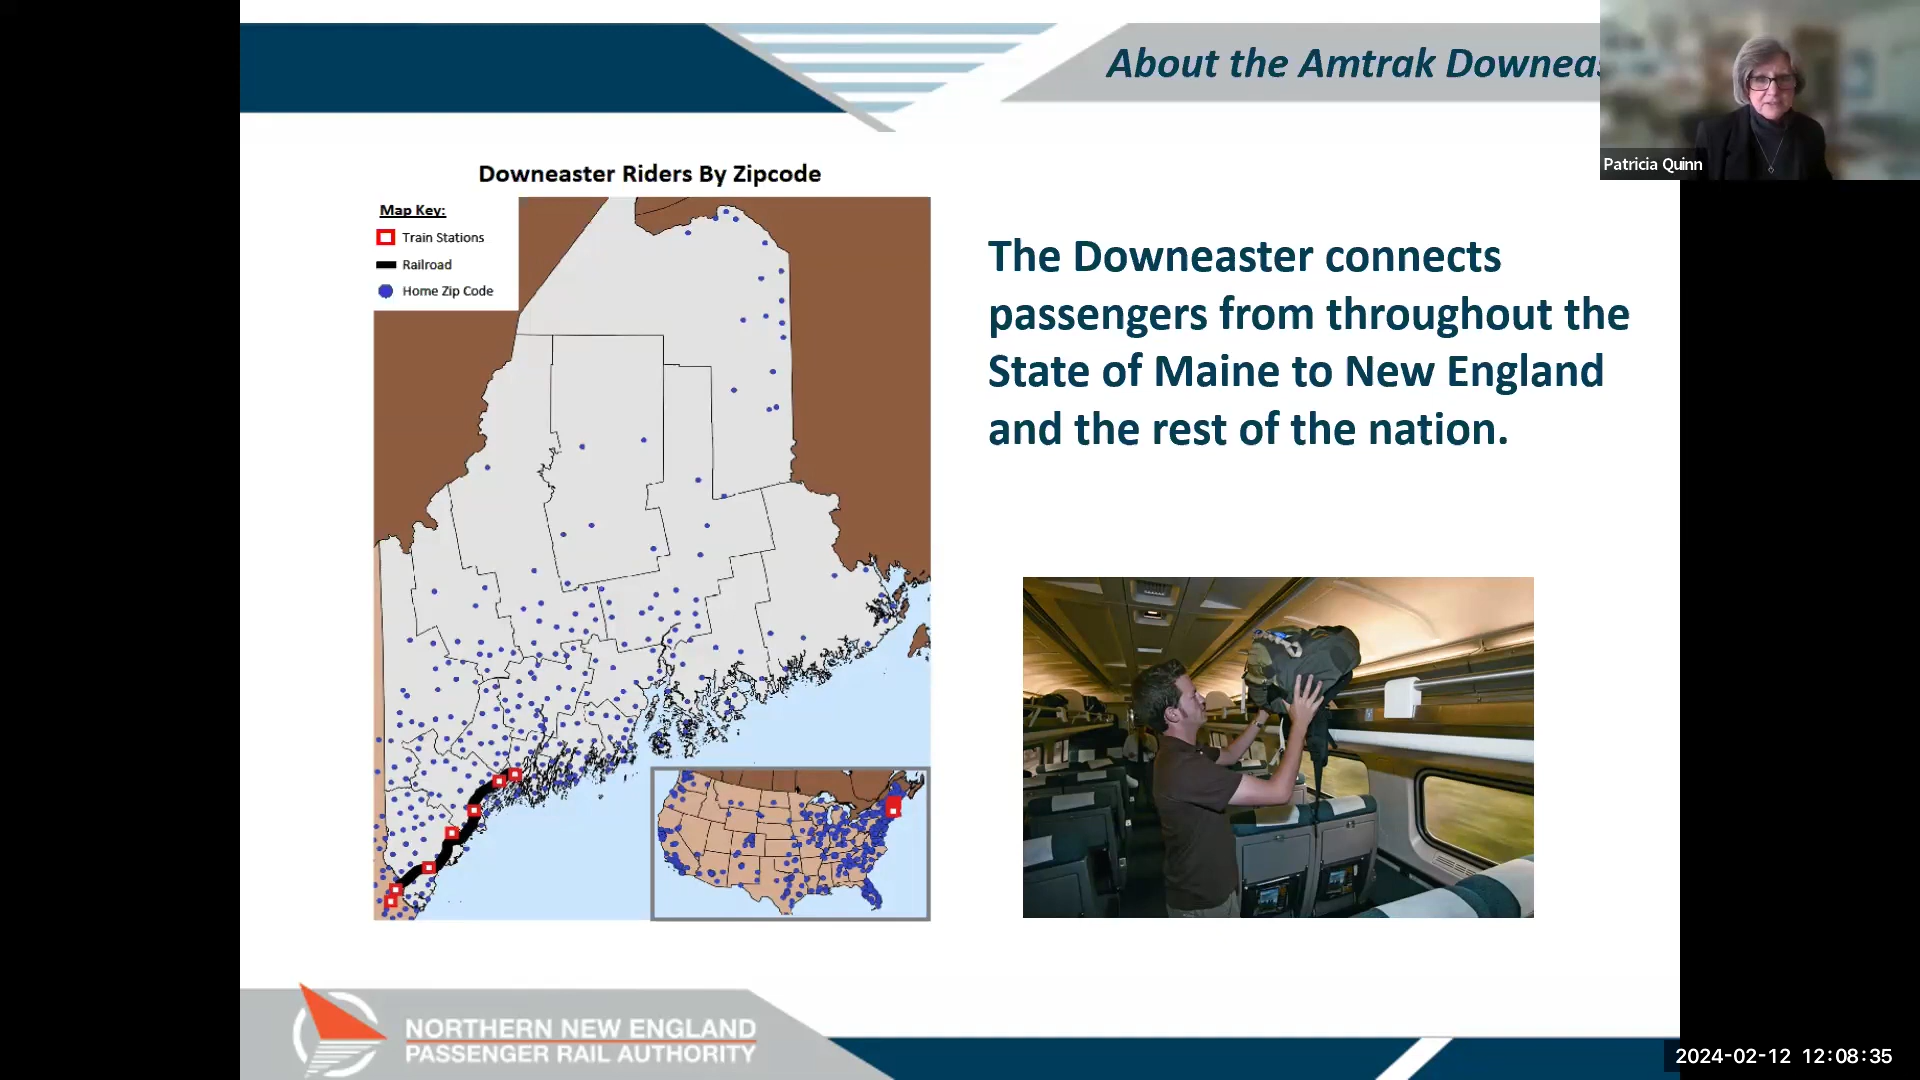 About the Amtrak Downeas
Patricia Quinn
Downeaster Riders By Zipcode
Map Key:
Train Stations
Railroad
Home Zip Code
The Downeaster connects
passengers from throughout the
State of Maine to New England
and the rest of the nation.
NORTHERN NEW ENGLAND
PASSENGER RAIL AUTHORITY
2024-02-12 12:08:35